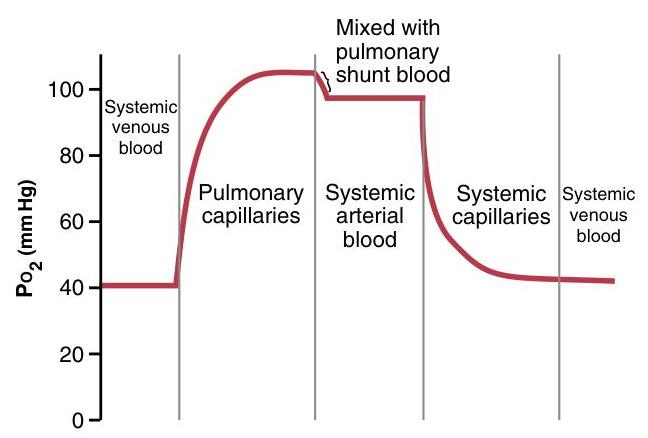 Mixed with
pulmonary
shunt blood
100
80
60
40
20
0
Po2 (mm Hg)
Systemic
venous
blood
Pulmonary
capillaries
Systemic
arterial
blood
Systemic
capillaries
Systemic
venous
blood